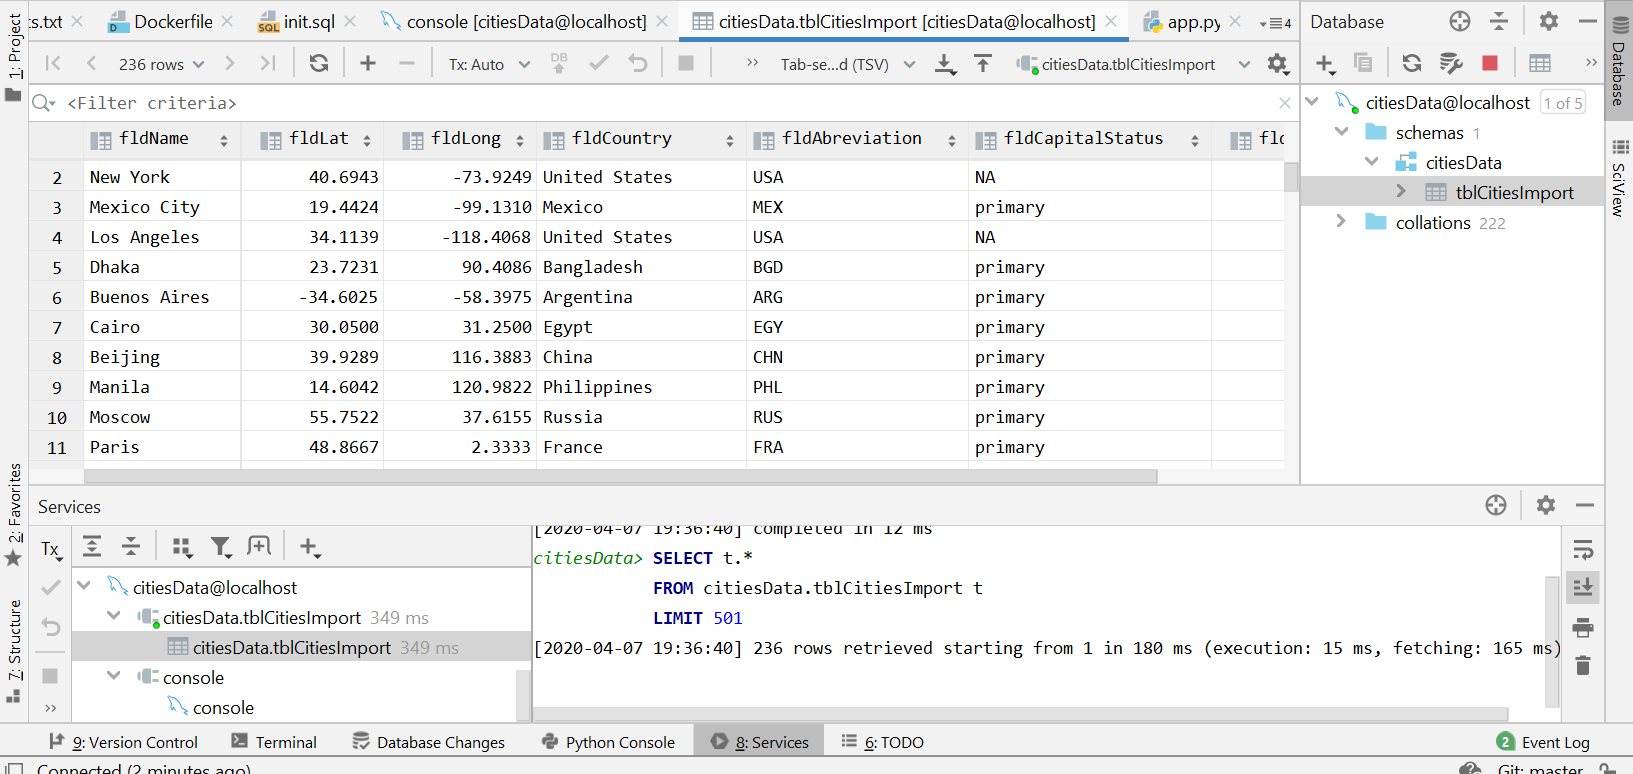 ts.txt Dockerfile init.sql console [citiesData@localhost] citiesData.tblCitiesImport [citiesData@localhost] app.py 4 Database
1: Project
236 rows Tx: Auto DB Tab-se...d (TSV) citiesData.tblCitiesImport
<Filter criteria>
citiesData@localhost 1 of 5
schemas 1
citiesData
tblCitiesImport
collations 222
Database
SciView
fldName fldLat fldLong fldCountry fldAbreviation fldCapitalStatus
2 New York 40.6943 -73.9249 United States USA NA
3 Mexico City 19.4424 -99.1310 Mexico MEX primary
4 Los Angeles 34.1139 -118.4068 United States USA NA
5 Dhaka 23.7231 90.4086 Bangladesh BGD primary
6 Buenos Aires -34.6025 -58.3975 Argentina ARG primary
7 Cairo 30.0500 31.2500 Egypt EGY primary
8 Beijing 39.9289 116.3883 China CHN primary
9 Manila 14.6042 120.9822 Philippines PHL primary
10 Moscow 55.7522 37.6155 Russia RUS primary
11 Paris 48.8667 2.3333 France FRA primary
2: Favorites
7: Structure
Services
Tx
citiesData@localhost
citiesData.tblCitiesImport 349 ms
citiesData.tblCitiesImport 349 ms
console
console
[2020-04-07 19:36:40] completed in 12 ms
citiesData> SELECT t.*
FROM citiesData.tblCitiesImport t
LIMIT 501
[2020-04-07 19:36:40] 236 rows retrieved starting from 1 in 180 ms (execution: 15 ms, fetching: 165 ms)
9: Version Control Terminal Database Changes Python Console 8: Services 6: TODO 2 Event Log
Connected (2 minutes ago) Git: master